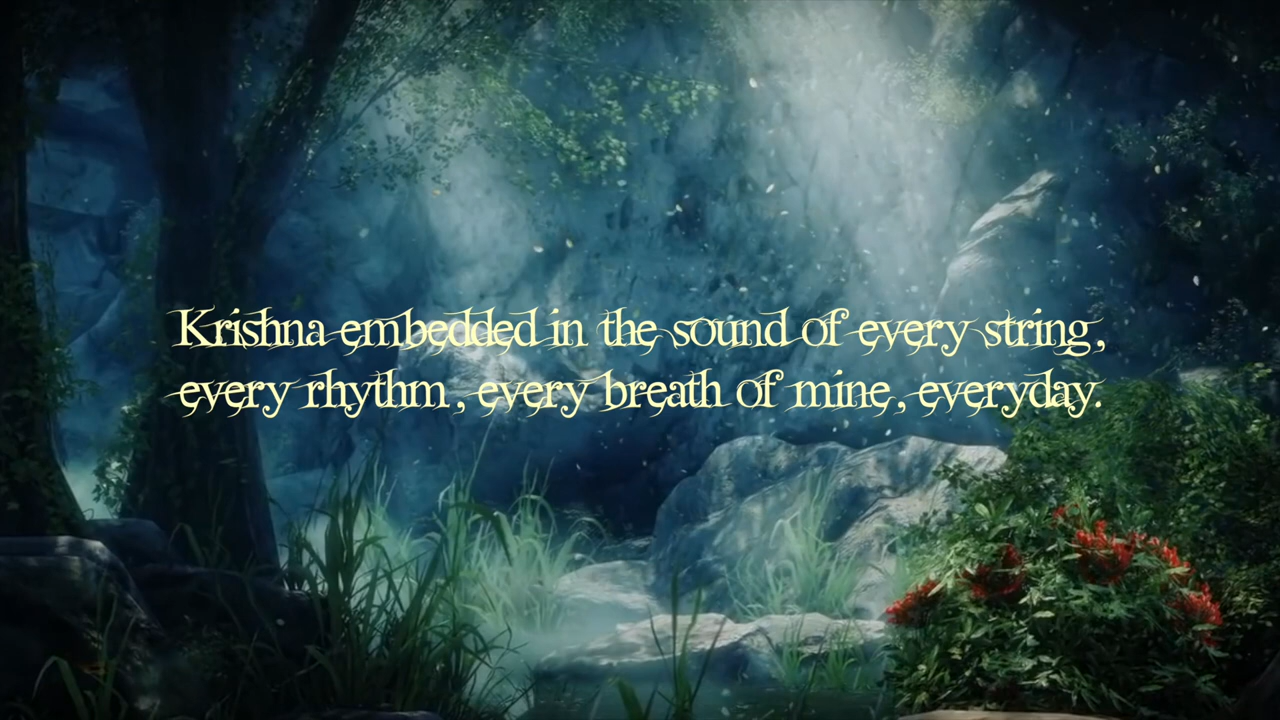 Krishna embedded in the sound of every string,
every rhythm, every breath of mine, everyday.